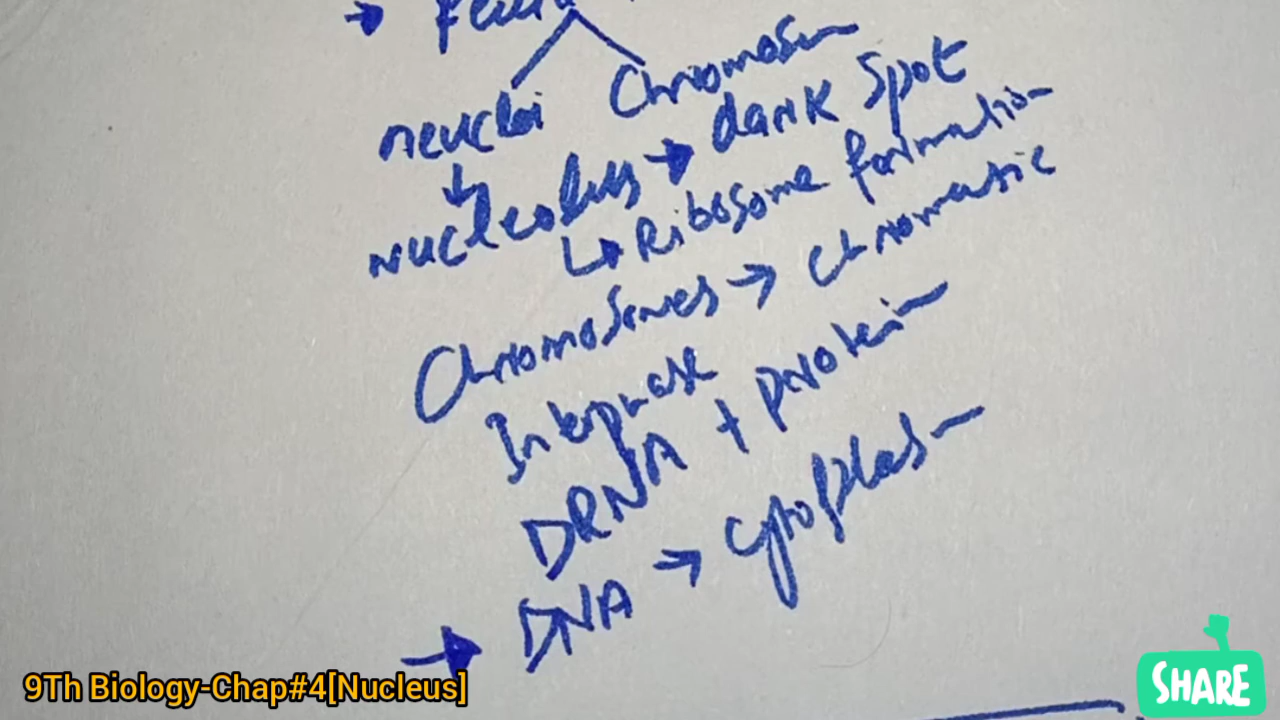 →
neucloi Chromosom
nucleolus → dark spot
↳ Ribosome formation
Chromosomes → chromatic
Interphase
DRNA + protein
→ DNA → cytoplasm
9Th Biology-Chap#4[Nucleus]
SHARE